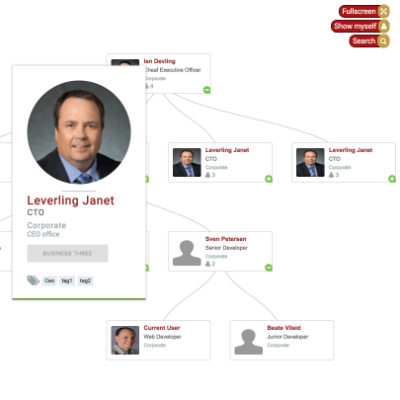 Fullscreen
Show myself
Search
Ian Devling
Cheaf Executive Officer
Corporate
4
Leverling Janet
CTO
Corporate
CEO office
BUSINESS THREE
Ceo tag1 tag2
Leverling Janet
CTO
Corporate
3
Leverling Janet
CTO
Corporate
3
Sven Petersen
Senior Developer
Corporate
2
Current User
Web Developer
Corporate
Beate Vileid
Junior Developer
Corporate